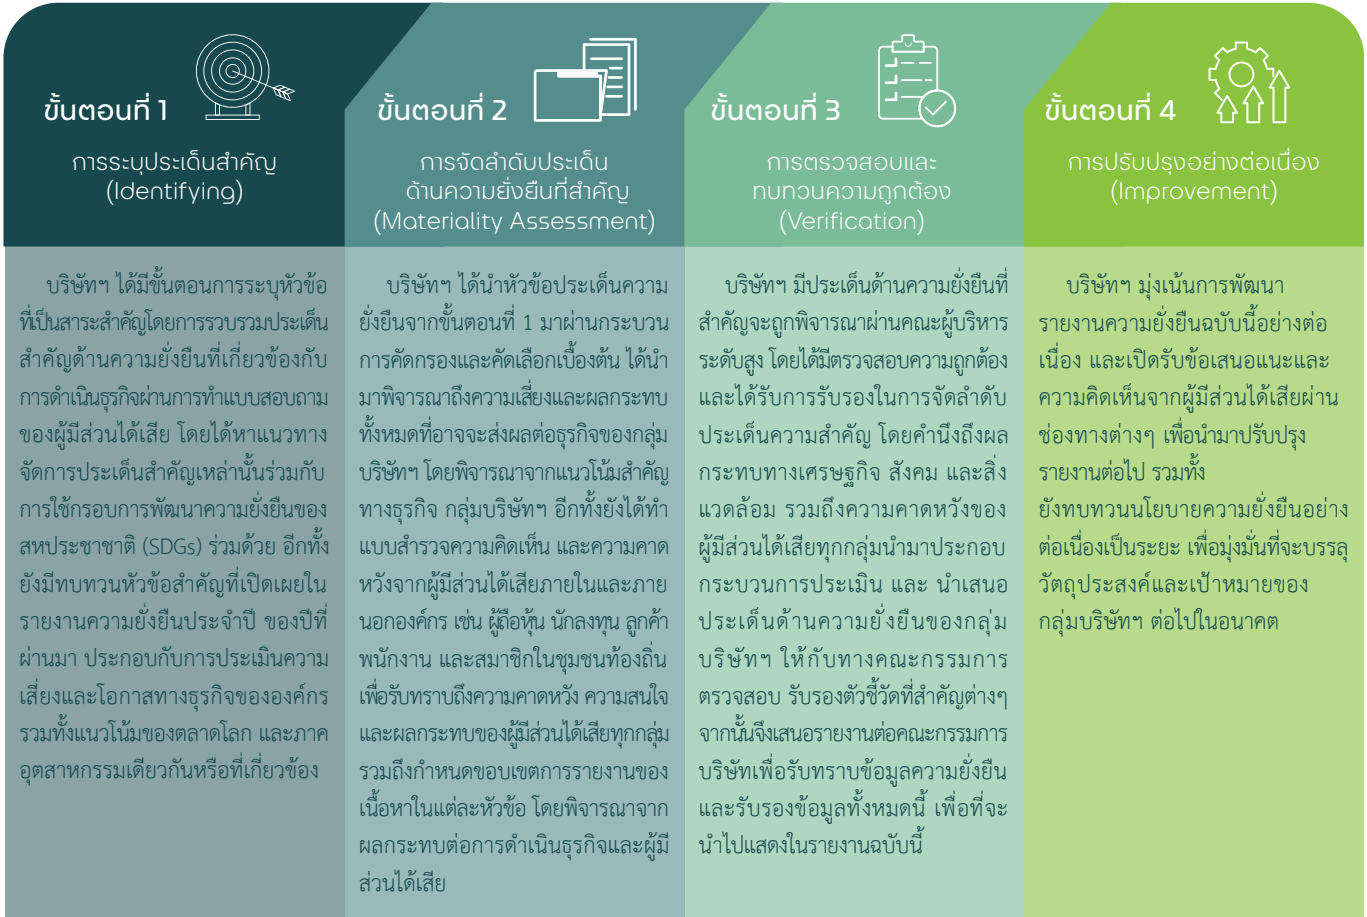 ขั้นตอนที่ 1
การระบุประเด็นสำคัญ
(Identifying)
บริษัทฯ ได้มีขั้นตอนการระบุหัวข้อ
ที่เป็นสาระสำคัญโดยการรวบรวมประเด็น
สำคัญด้านความยั่งยืนที่เกี่ยวข้องกับ
การดำเนินธุรกิจผ่านการทำแบบสอบถาม
ของผู้มีส่วนได้เสีย โดยได้หาแนวทาง
จัดการประเด็นสำคัญเหล่านั้นร่วมกับ
การใช้กรอบการพัฒนาความยั่งยืนของ
สหประชาชาติ (SDGs) ร่วมด้วย อีกทั้ง
ยังมีทบทวนหัวข้อสำคัญที่เปิดเผยใน
รายงานความยั่งยืนประจำปี ของปีที่
ผ่านมา ประกอบกับการประเมินความ
เสี่ยงและโอกาสทางธุรกิจขององค์กร
รวมทั้งแนวโน้มของตลาดโลก และภาค
อุตสาหกรรมเดียวกันหรือที่เกี่ยวข้อง
ขั้นตอนที่ 2
การจัดลำดับประเด็น
ด้านความยั่งยืนที่สำคัญ
(Materiality Assessment)
บริษัทฯ ได้นำหัวข้อประเด็นความ
ยั่งยืนจากขั้นตอนที่ 1 มาผ่านกระบวน
การคัดกรองและคัดเลือกเบื้องต้น ได้นำ
มาพิจารณาถึงความเสี่ยงและผลกระทบ
ทั้งหมดที่อาจจะส่งผลต่อธุรกิจของกลุ่ม
บริษัทฯ โดยพิจารณาจากแนวโน้มสำคัญ
ทางธุรกิจ กลุ่มบริษัทฯ อีกทั้งยังได้ทำ
แบบสำรวจความคิดเห็น และความคาด
หวังจากผู้มีส่วนได้เสียภายในและภาย
นอกองค์กร เช่น ผู้ถือหุ้น นักลงทุน ลูกค้า
พนักงาน และสมาชิกในชุมชนท้องถิ่น
เพื่อรับทราบถึงความคาดหวัง ความสนใจ
และผลกระทบของผู้มีส่วนได้เสียทุกกลุ่ม
รวมถึงกำหนดขอบเขตการรายงานของ
เนื้อหาในแต่ละหัวข้อ โดยพิจารณาจาก
ผลกระทบต่อการดำเนินธุรกิจและผู้มี
ส่วนได้เสีย
ขั้นตอนที่ 3
การตรวจสอบและ
ทบทวนความถูกต้อง
(Verification)
บริษัทฯ มีประเด็นด้านความยั่งยืนที่
สำคัญจะถูกพิจารณาผ่านคณะผู้บริหาร
ระดับสูง โดยได้มีตรวจสอบความถูกต้อง
และได้รับการรับรองในการจัดลำดับ
ประเด็นความสำคัญ โดยคำนึงถึงผล
กระทบทางเศรษฐกิจ สังคม และสิ่ง
แวดล้อม รวมถึงความคาดหวังของ
ผู้มีส่วนได้เสียทุกกลุ่มนำมาประกอบ
กระบวนการประเมิน และ นำเสนอ
ประเด็นด้านความยั่งยืนของกลุ่ม
บริษัทฯ ให้กับทางคณะกรรมการ
ตรวจสอบ รับรองตัวชี้วัดที่สำคัญต่างๆ
จากนั้นจึงเสนอรายงานต่อคณะกรรมการ
บริษัทเพื่อรับทราบข้อมูลความยั่งยืน
และรับรองข้อมูลทั้งหมดนี้ เพื่อที่จะ
นำไปแสดงในรายงานฉบับนี้
ขั้นตอนที่ 4
การปรับปรุงอย่างต่อเนื่อง
(Improvement)
บริษัทฯ มุ่งเน้นการพัฒนา
รายงานความยั่งยืนฉบับนี้อย่างต่อ
เนื่อง และเปิดรับข้อเสนอแนะและ
ความคิดเห็นจากผู้มีส่วนได้เสียผ่าน
ช่องทางต่างๆ เพื่อนำมาปรับปรุง
รายงานต่อไป รวมทั้ง
ยังทบทวนนโยบายความยั่งยืนอย่าง
ต่อเนื่องเป็นระยะ เพื่อมุ่งมั่นที่จะบรรลุ
วัตถุประสงค์และเป้าหมายของ
กลุ่มบริษัทฯ ต่อไปในอนาคต